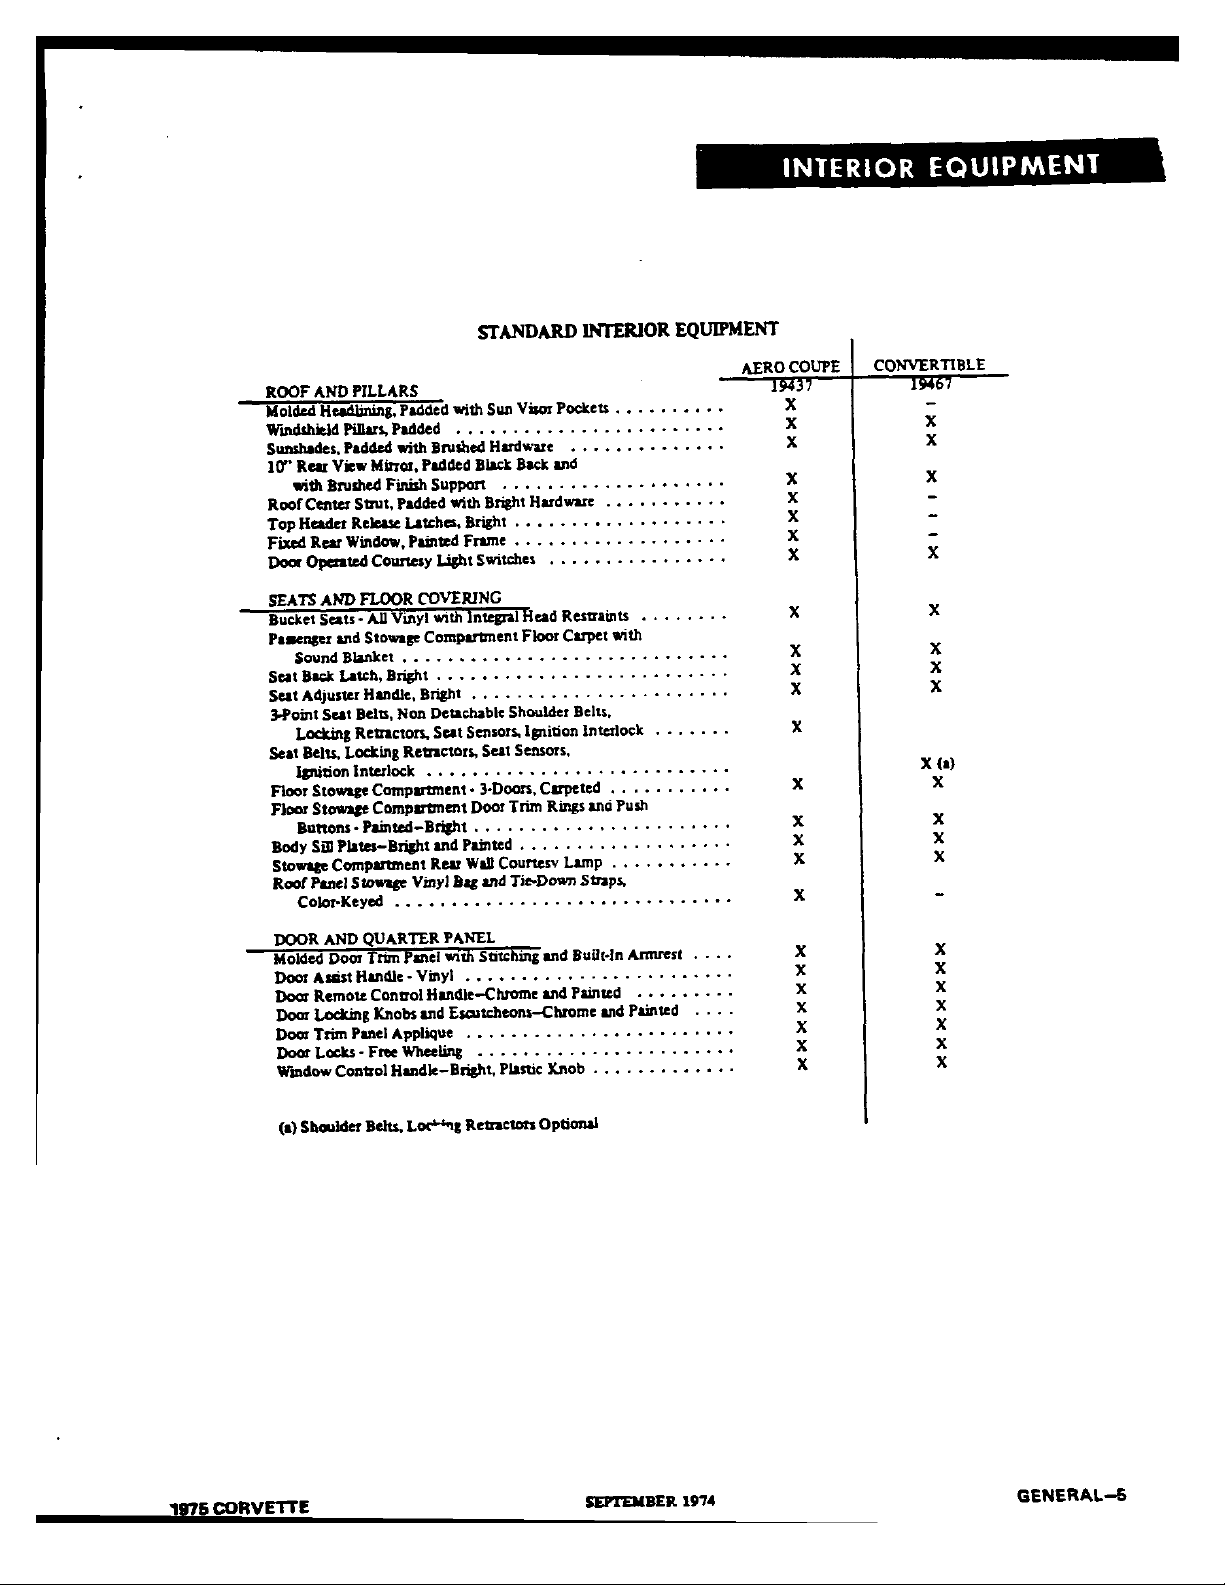 INTERIOR EQUIPMENT
STANDARD INTERIOR EQUIPMENT
AERO COUPE CONVERTIBLE
ROOF AND PILLARS 19437 19467
Molded Headlining, Padded with Sun Visor Pockets . . . . . . . . . . X –
Windshield Pillars, Padded . . . . . . . . . . . . . . . . . . . . . . . . X X
Sunshades, Padded with Brushed Hardware . . . . . . . . . . . . . . X X
10" Rear View Mirror, Padded Black Back and
with Brushed Finish Support . . . . . . . . . . . . . . . . . . . . X X
Roof Center Strut, Padded with Bright Hardware . . . . . . . . . . . X –
Top Header Release Latches, Bright . . . . . . . . . . . . . . . . . . . X –
Fixed Rear Window, Painted Frame . . . . . . . . . . . . . . . . . . . X –
Door Operated Courtesy Light Switches . . . . . . . . . . . . . . . . X X
SEATS AND FLOOR COVERING
Bucket Seats - All Vinyl with Integral Head Restraints . . . . . . . . X X
Passenger and Stowage Compartment Floor Carpet with
Sound Blanket . . . . . . . . . . . . . . . . . . . . . . . . . . . . . X X
Seat Back Latch, Bright . . . . . . . . . . . . . . . . . . . . . . . . . . X X
Seat Adjuster Handle, Bright . . . . . . . . . . . . . . . . . . . . . . . X X
3-Point Seat Belts, Non Detachable Shoulder Belts,
Locking Retractors, Seat Sensors, Ignition Interlock . . . . . . . X
Seat Belts, Locking Retractors, Seat Sensors,
Ignition Interlock . . . . . . . . . . . . . . . . . . . . . . . . . . . X (a)
Floor Stowage Compartment - 3-Doors, Carpeted . . . . . . . . . . . X X
Floor Stowage Compartment Door Trim Rings and Push
Buttons - Painted–Bright . . . . . . . . . . . . . . . . . . . . . . . X X
Body Sill Plates–Bright and Painted . . . . . . . . . . . . . . . . . . . X X
Stowage Compartment Rear Wall Courtesy Lamp . . . . . . . . . . . X X
Roof Panel Stowage Vinyl Bag and Tie-Down Straps,
Color-Keyed . . . . . . . . . . . . . . . . . . . . . . . . . . . . . . X –
DOOR AND QUARTER PANEL
Molded Door Trim Panel with Stitching and Built-In Armrest . . . . X X
Door Assist Handle - Vinyl . . . . . . . . . . . . . . . . . . . . . . . . X X
Door Remote Control Handle–Chrome and Painted . . . . . . . . . X X
Door Locking Knobs and Escutcheons–Chrome and Painted . . . . X X
Door Trim Panel Applique . . . . . . . . . . . . . . . . . . . . . . . . X X
Door Locks - Free Wheeling . . . . . . . . . . . . . . . . . . . . . . . X X
Window Control Handle–Bright, Plastic Knob . . . . . . . . . . . . . X X
(a) Shoulder Belts, Locking Retractors Optional
1975 CORVETTE SEPTEMBER 1974 GENERAL–5